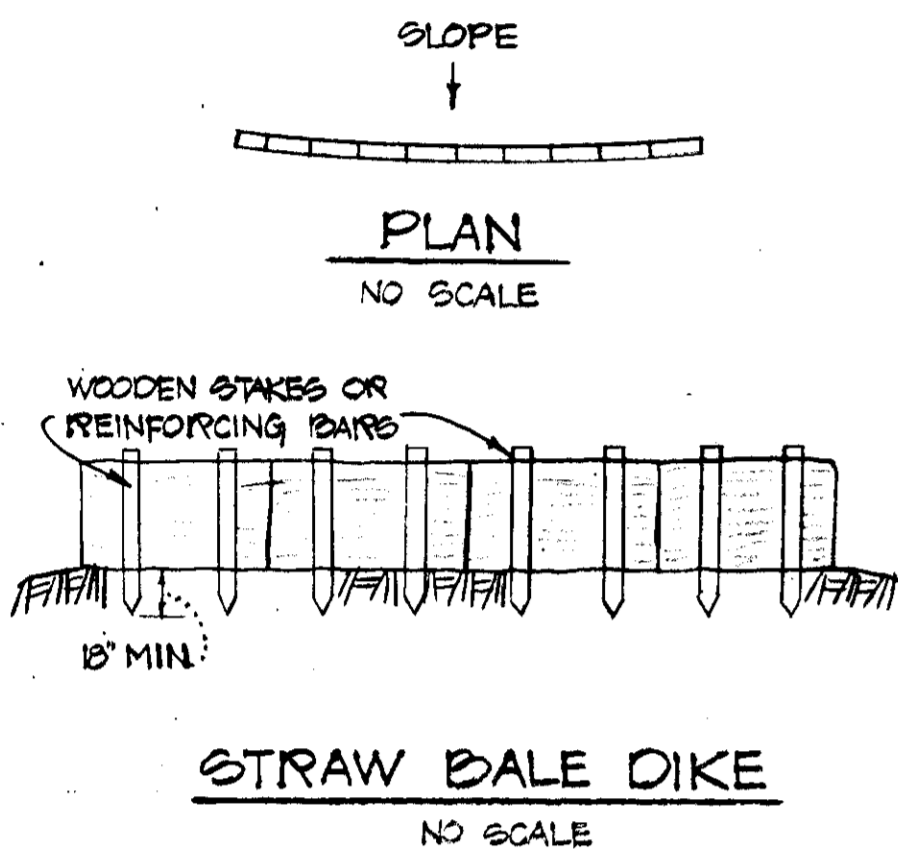 SLOPE
PLAN
NO SCALE
WOODEN STAKES OR
REINFORCING BARS
18" MIN.
STRAW BALE DIKE
NO SCALE